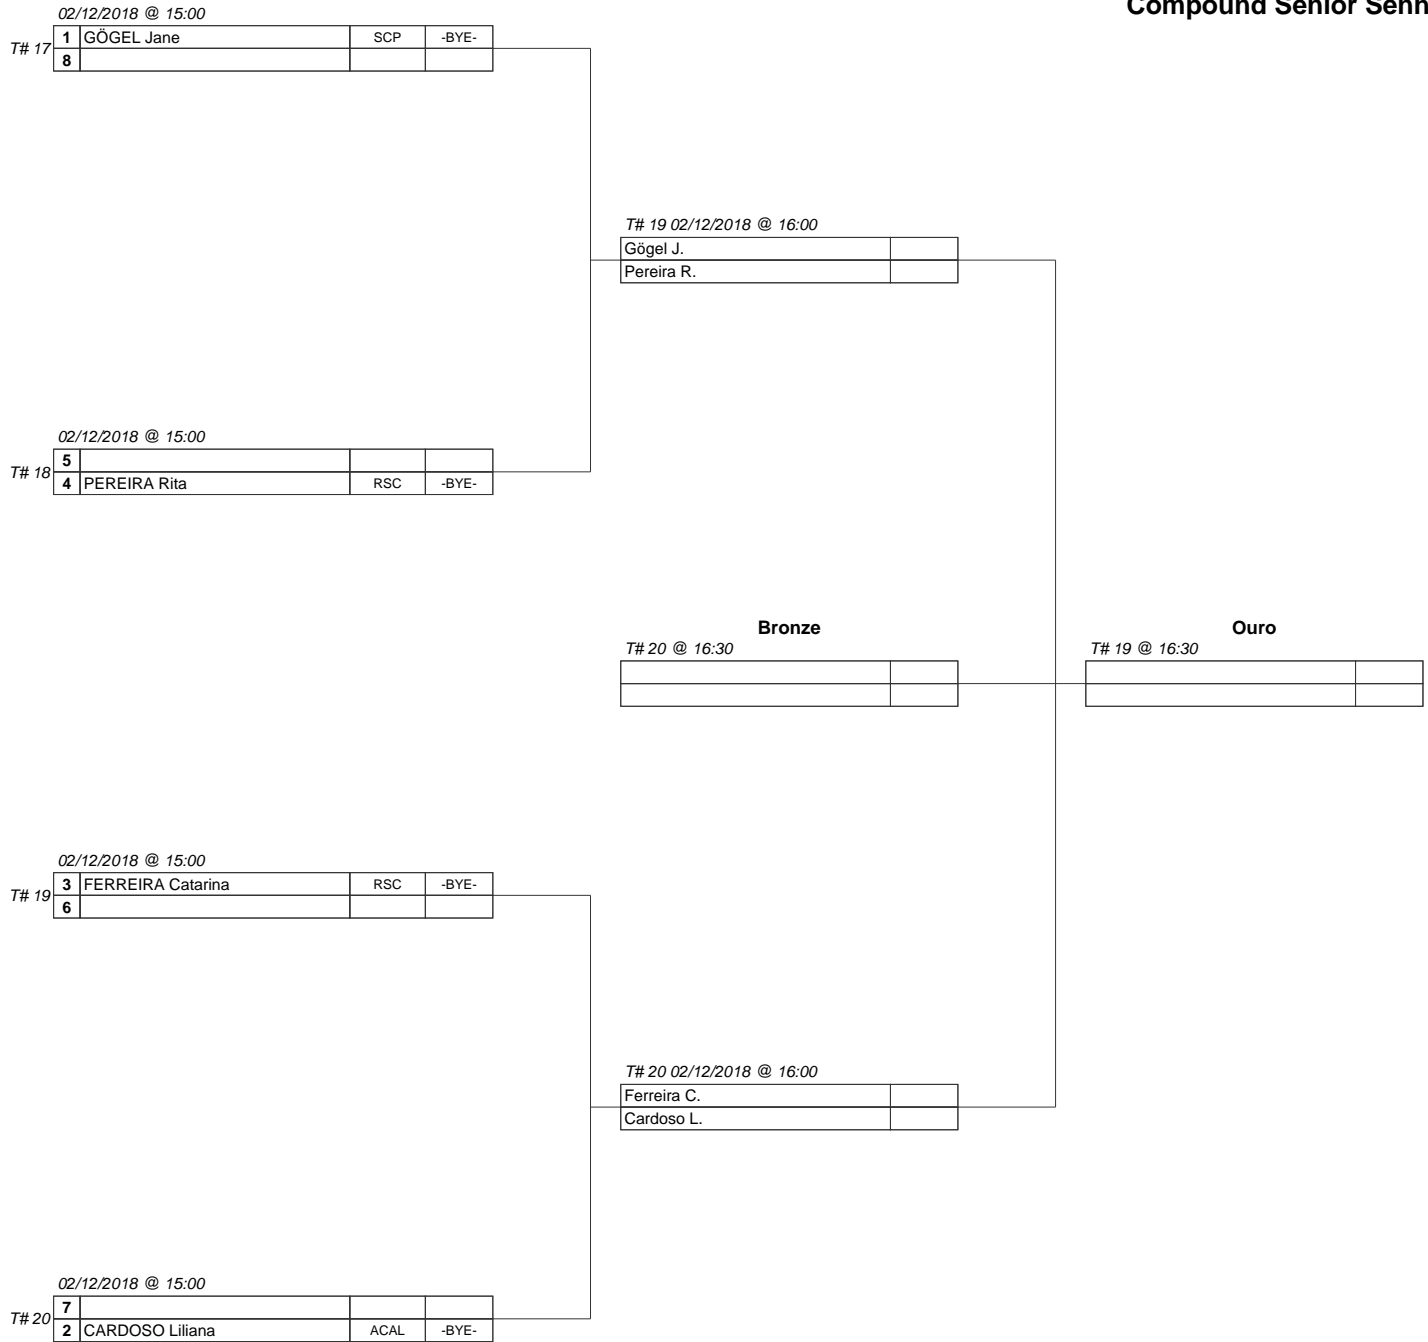 Compound Senior
02/12/2018 @ 15:00
T# 17
1 GÖGEL Jane SCP -BYE-
8
T# 19 02/12/2018 @ 16:00
Gögel J.
Pereira R.
02/12/2018 @ 15:00
5
T# 18
4 PEREIRA Rita RSC -BYE-
Bronze
T# 20 @ 16:30
Ouro
T# 19 @ 16:30
02/12/2018 @ 15:00
T# 19
3 FERREIRA Catarina RSC -BYE-
6
T# 20 02/12/2018 @ 16:00
Ferreira C.
Cardoso L.
02/12/2018 @ 15:00
7
T# 20
2 CARDOSO Liliana ACAL -BYE-